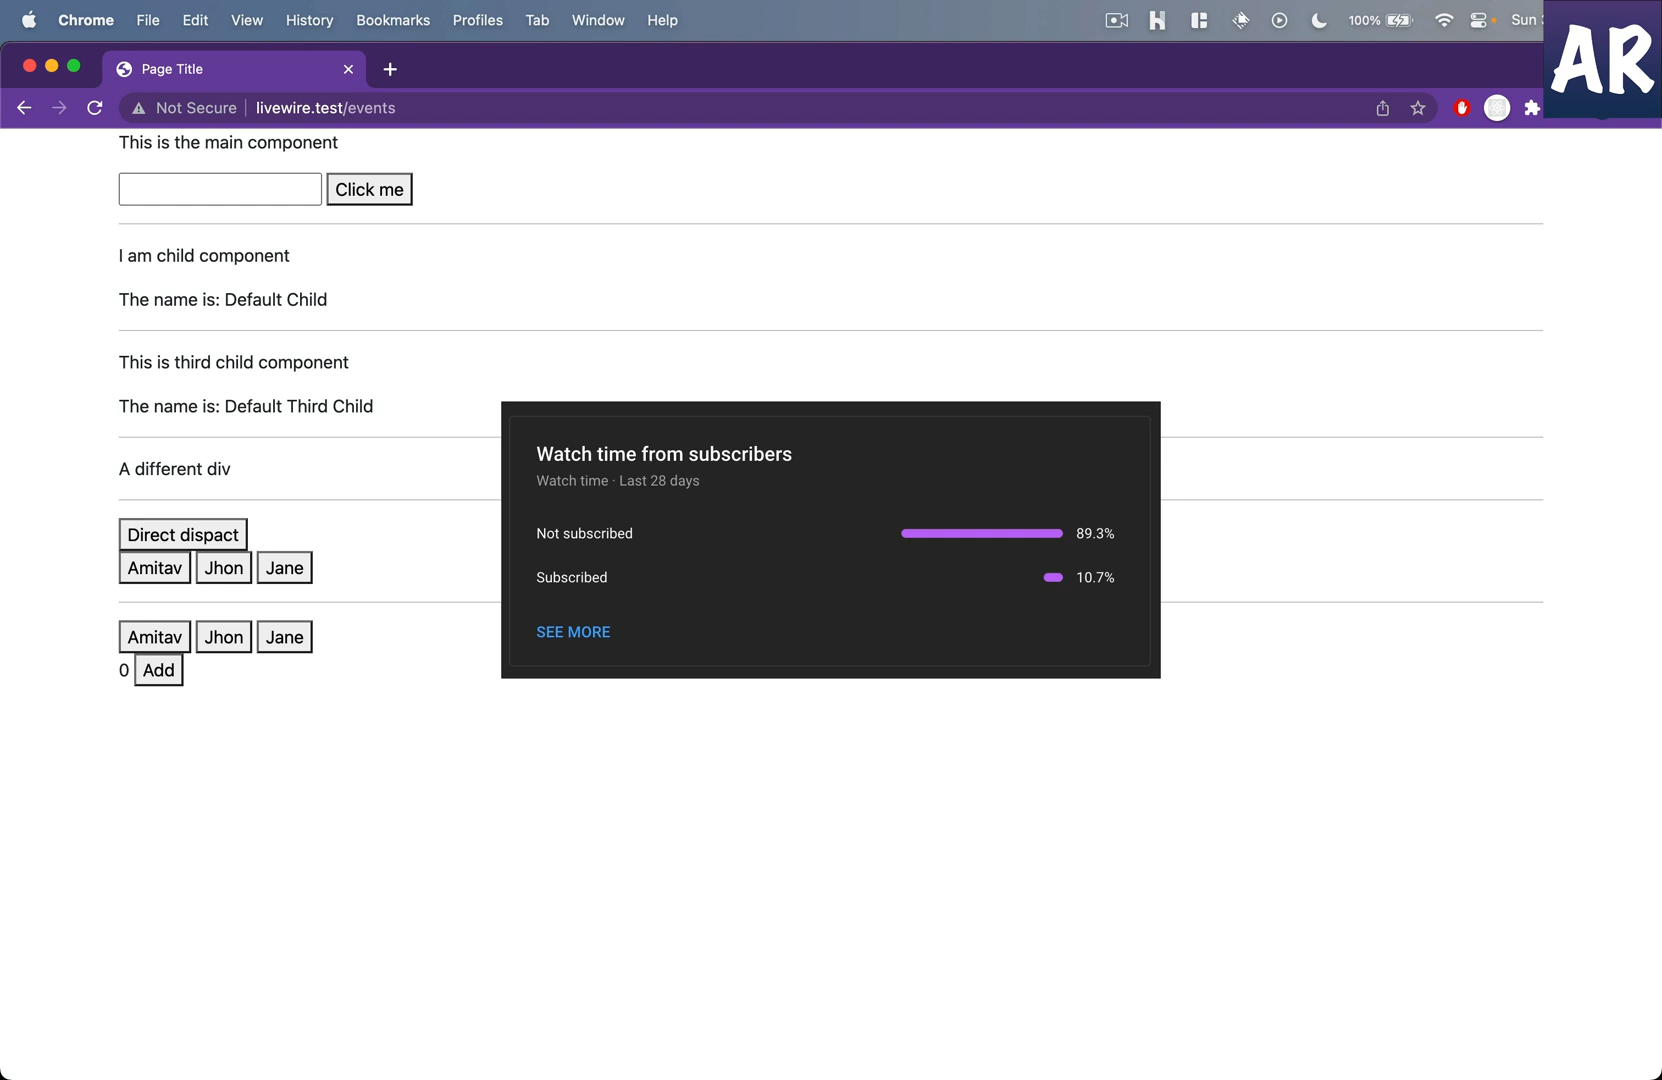 Chrome File Edit View History Bookmarks Profiles Tab Window Help 100% Sun
Page Title
AR
Not Secure livewire.test/events
This is the main component
Click me
I am child component
The name is: Default Child
This is third child component
The name is: Default Third Child
A different div
Direct dispact
Amitav Jhon Jane
Amitav Jhon Jane
0 Add
Watch time from subscribers
Watch time · Last 28 days
Not subscribed 89.3%
Subscribed 10.7%
SEE MORE